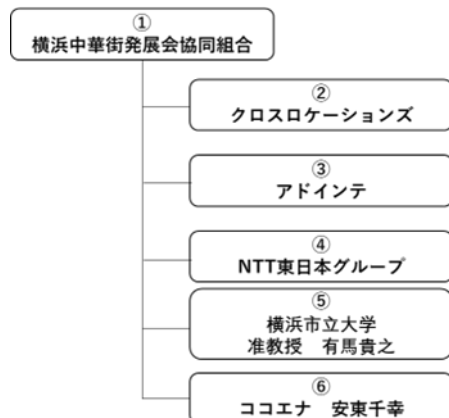 ①
横浜中華街発展会協同組合
②
クロスロケーションズ
③
アドインテ
④
NTT東日本グループ
⑤
横浜市立大学
准教授　有馬貴之
⑥
ココエナ　安東千幸